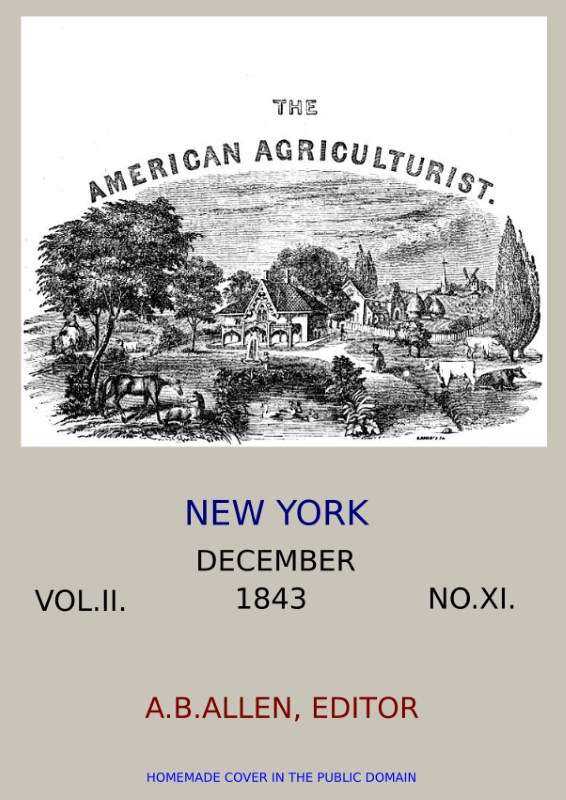 THE
AMERICAN AGRICULTURIST.
NEW YORK
DECEMBER
VOL.II. 1843 NO.XI.
A.B.ALLEN, EDITOR
HOMEMADE COVER IN THE PUBLIC DOMAIN